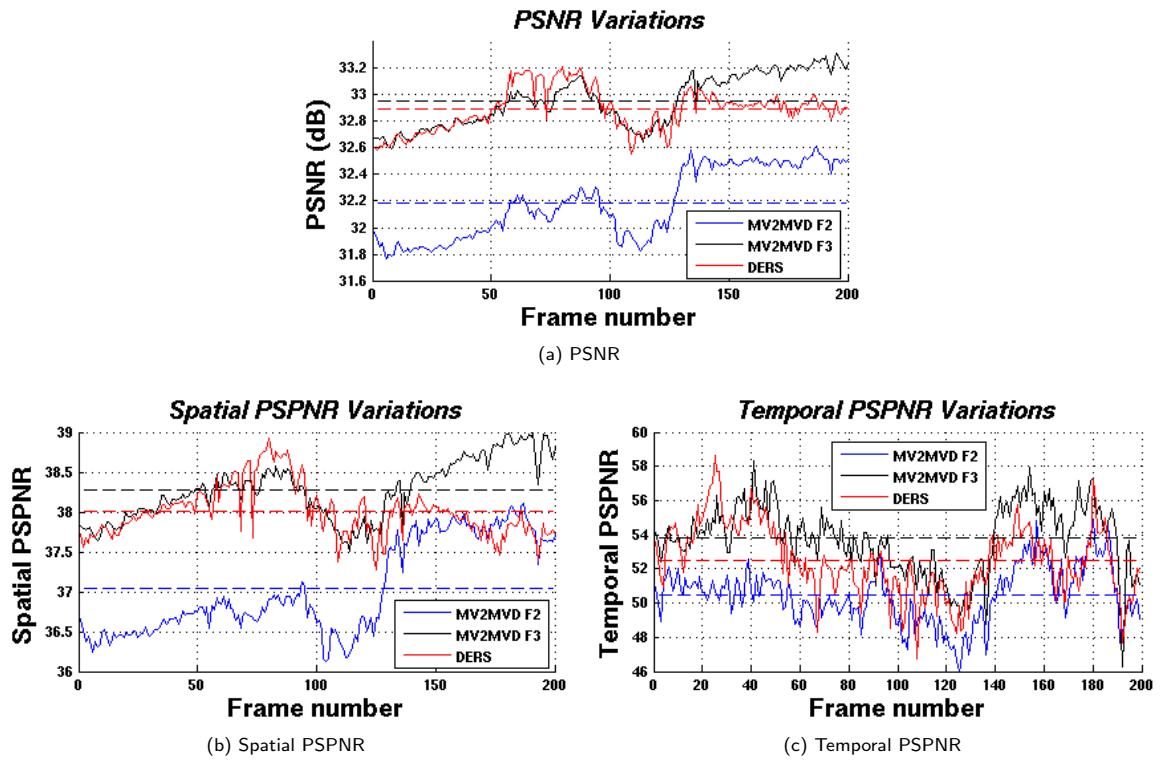 PSNR Variations
PSNR (dB)
33.2
33
32.8
32.6
32.4
32.2
32
31.8
31.6
0
50
100
150
200
MV2MVD F2
MV2MVD F3
DERS
Frame number
(a) PSNR
Spatial PSPNR Variations
Spatial PSPNR
39
38.5
38
37.5
37
36.5
36
0
50
100
150
200
MV2MVD F2
MV2MVD F3
DERS
Frame number
(b) Spatial PSPNR
Temporal PSPNR Variations
Temporal PSPNR
60
58
56
54
52
50
48
46
0
20
40
60
80
100
120
140
160
180
200
MV2MVD F2
MV2MVD F3
DERS
Frame number
(c) Temporal PSPNR